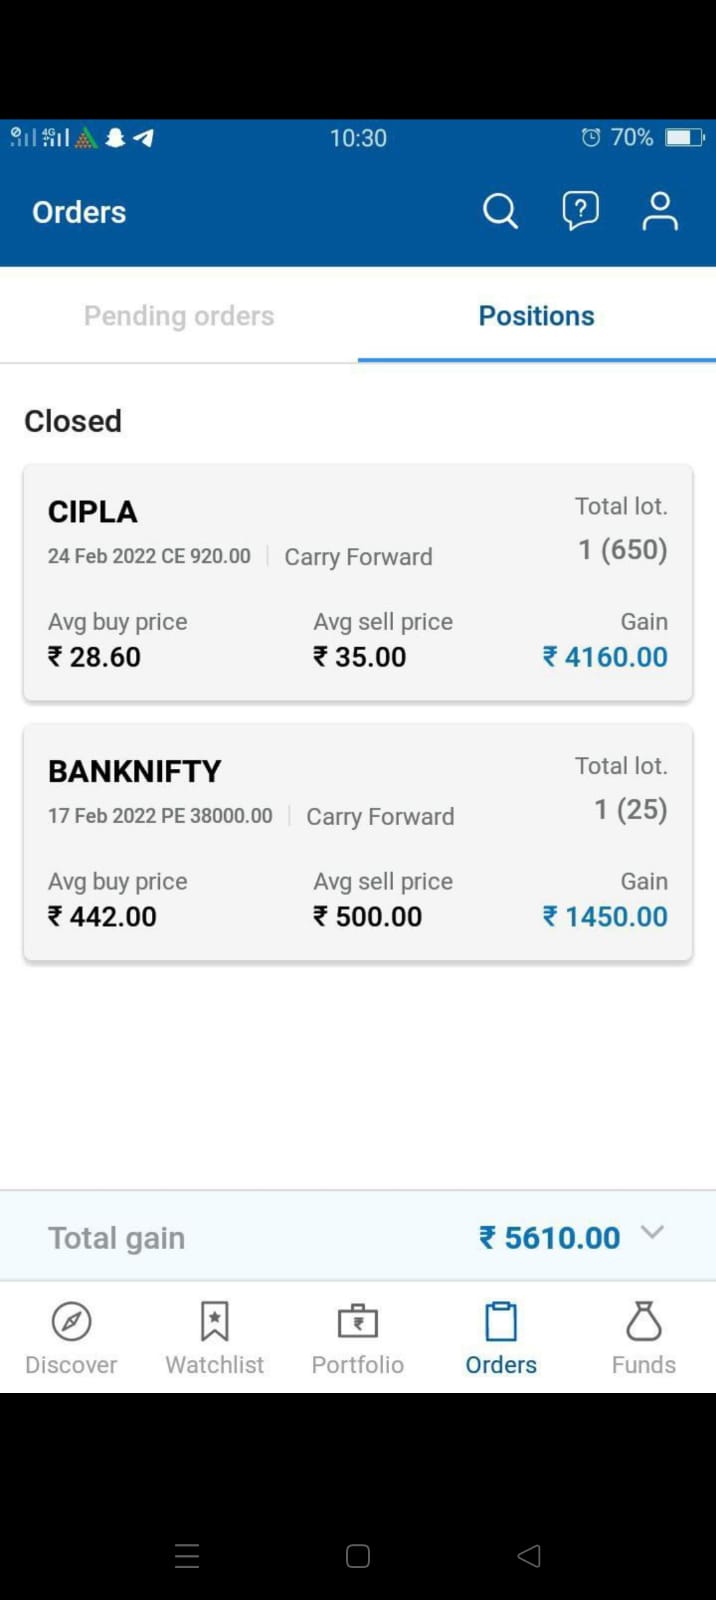 4G 10:30 70%
Orders
Pending orders Positions
Closed
CIPLA Total lot.
24 Feb 2022 CE 920.00 Carry Forward 1 (650)
Avg buy price Avg sell price Gain
₹ 28.60 ₹ 35.00 ₹ 4160.00
BANKNIFTY Total lot.
17 Feb 2022 PE 38000.00 Carry Forward 1 (25)
Avg buy price Avg sell price Gain
₹ 442.00 ₹ 500.00 ₹ 1450.00
Total gain ₹ 5610.00
Discover Watchlist Portfolio Orders Funds